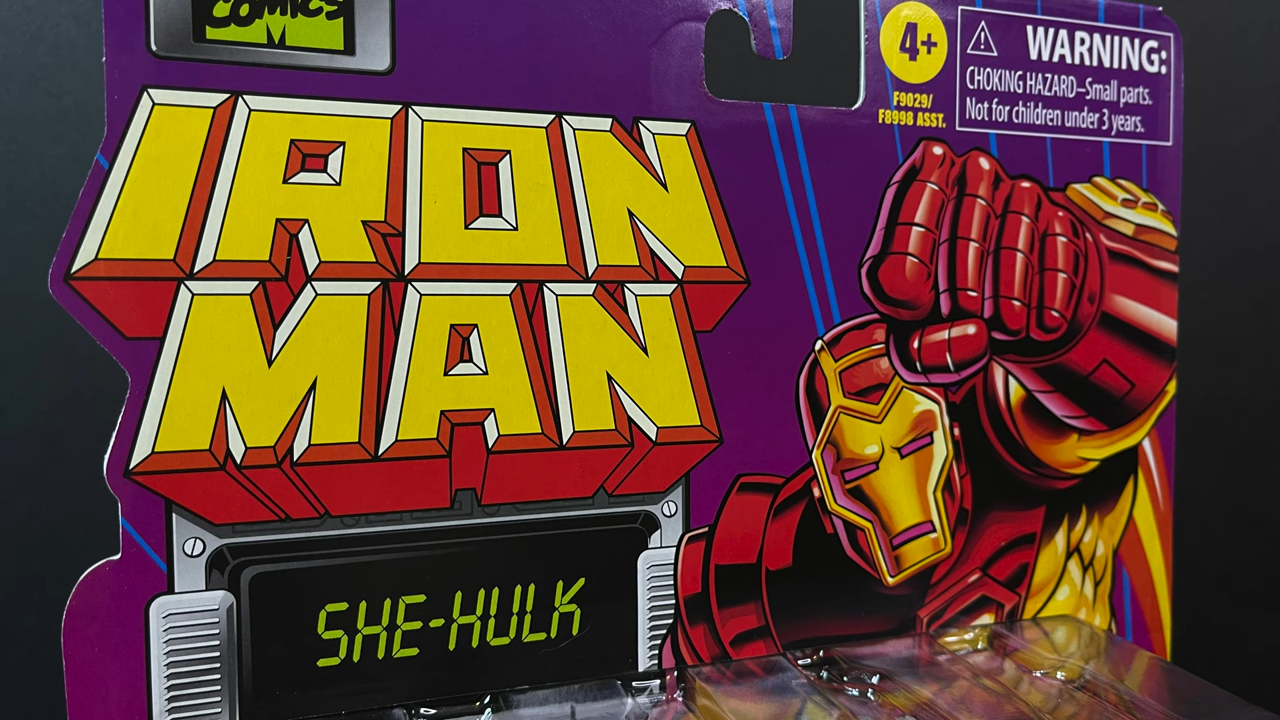 COMICS
4+
F9029/
F8998 ASST.
WARNING:
CHOKING HAZARD–Small parts.
Not for children under 3 years.
IRON
MAN
SHE-HULK